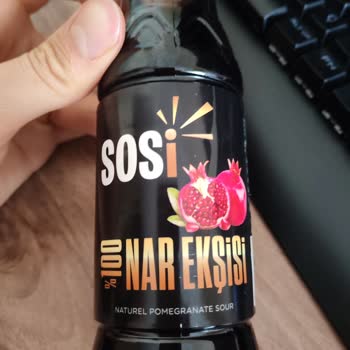 SOSi
%100 NAR EKŞiSi
NATUREL POMEGRANATE SOUR